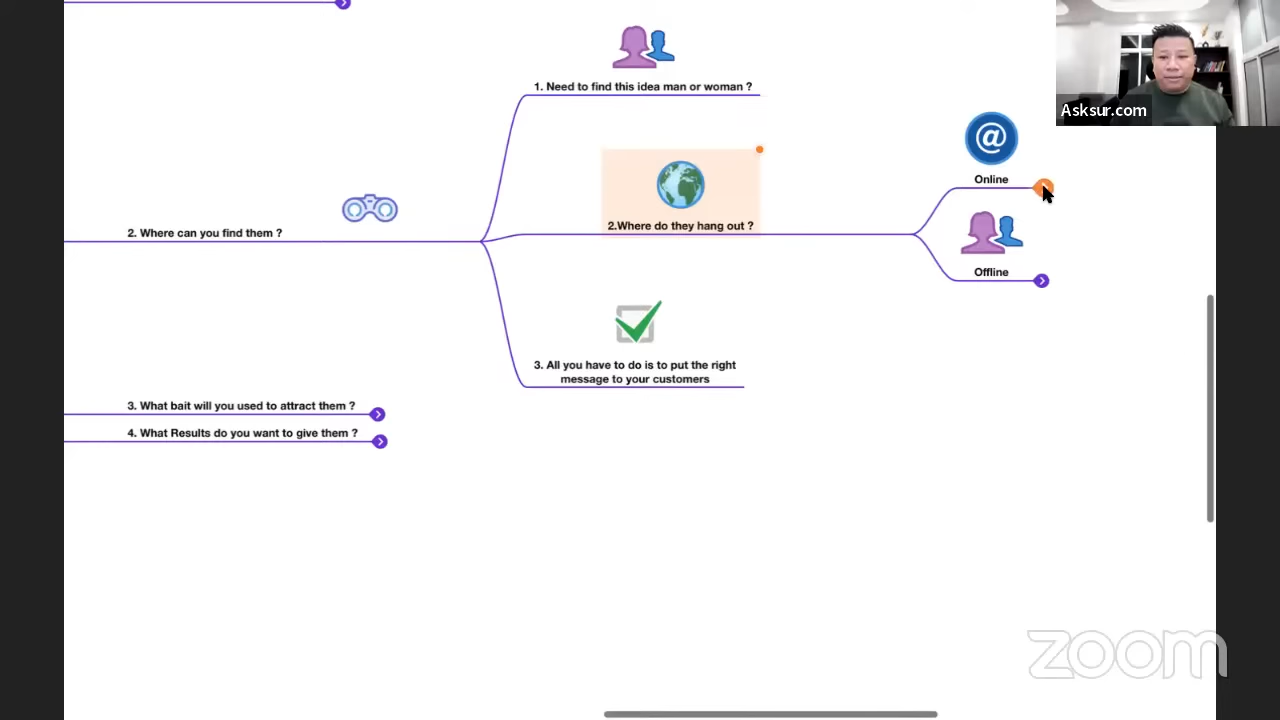 Asksur.com
1. Need to find this idea man or woman ?
@
Online
2.Where do they hang out ?
2. Where can you find them ?
Offline
3. All you have to do is to put the right
message to your customers
3. What bait will you used to attract them ?
4. What Results do you want to give them ?
zoom